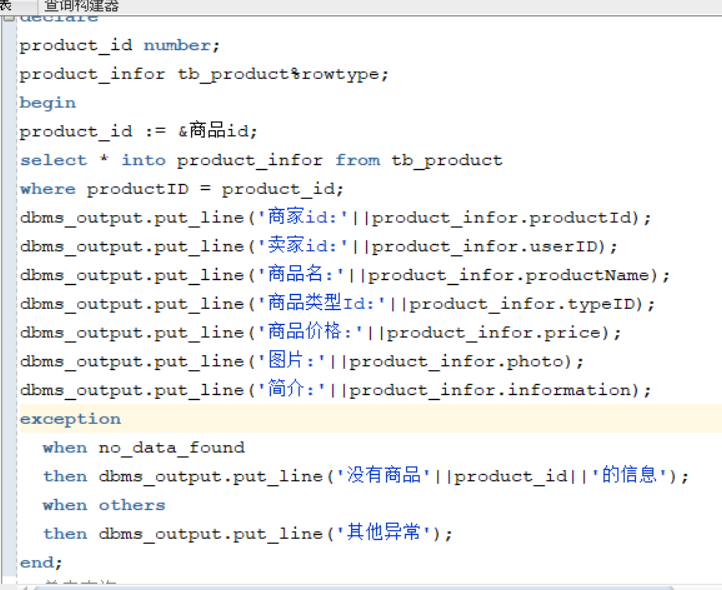 表 查询构建器
declare
product_id number;
product_infor tb_product%rowtype;
begin
product_id := &商品id;
select * into product_infor from tb_product
where productID = product_id;
dbms_output.put_line('商家id:'||product_infor.productId);
dbms_output.put_line('卖家id:'||product_infor.userID);
dbms_output.put_line('商品名:'||product_infor.productName);
dbms_output.put_line('商品类型Id:'||product_infor.typeID);
dbms_output.put_line('商品价格:'||product_infor.price);
dbms_output.put_line('图片:'||product_infor.photo);
dbms_output.put_line('简介:'||product_infor.information);
exception
when no_data_found
then dbms_output.put_line('没有商品'||product_id||'的信息');
when others
then dbms_output.put_line('其他异常');
end;